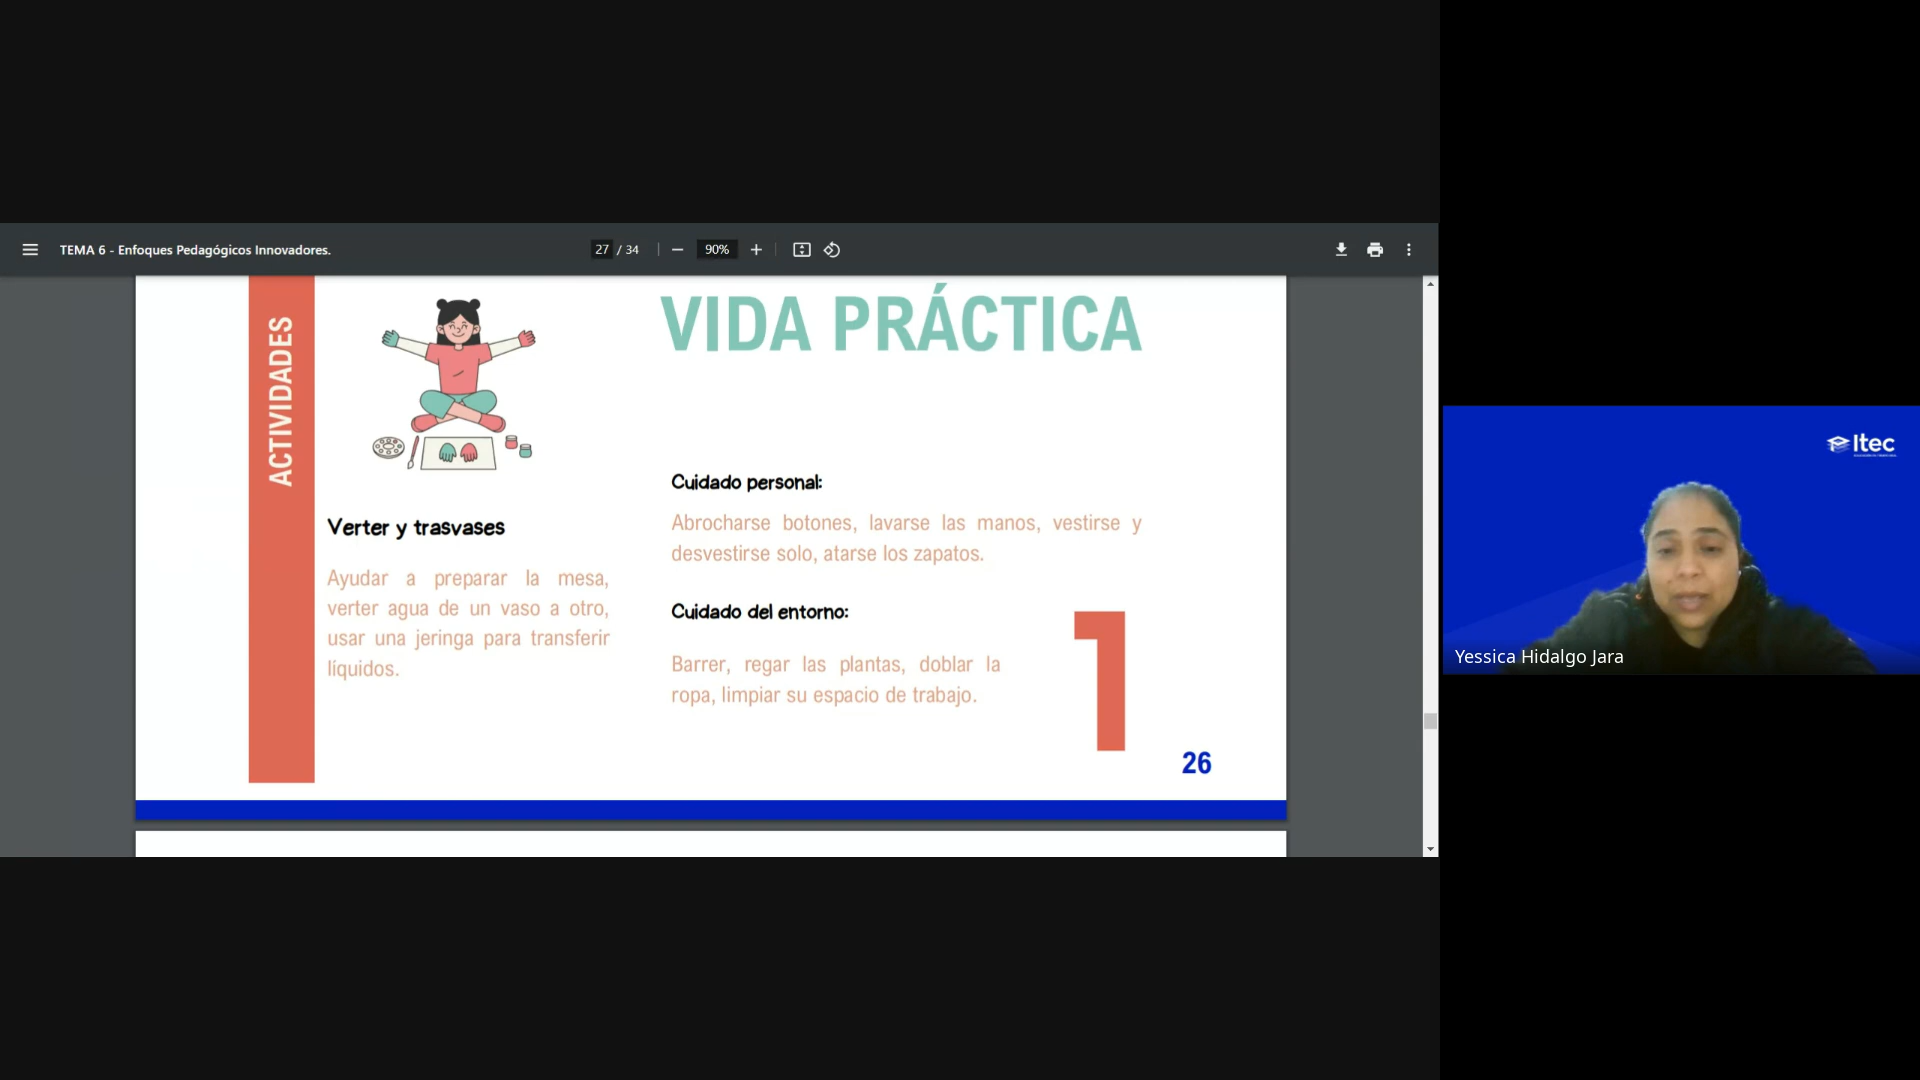 TEMA 6 - Enfoques Pedagógicos Innovadores.
27 / 34
90%
ACTIVIDADES
VIDA PRÁCTICA
Verter y trasvases
Ayudar a preparar la mesa,
verter agua de un vaso a otro,
usar una jeringa para transferir
líquidos.
Cuidado personal:
Abrocharse botones, lavarse las manos, vestirse y
desvestirse solo, atarse los zapatos.
Cuidado del entorno:
Barrer, regar las plantas, doblar la
ropa, limpiar su espacio de trabajo.
1
26
Itec
Yessica Hidalgo Jara